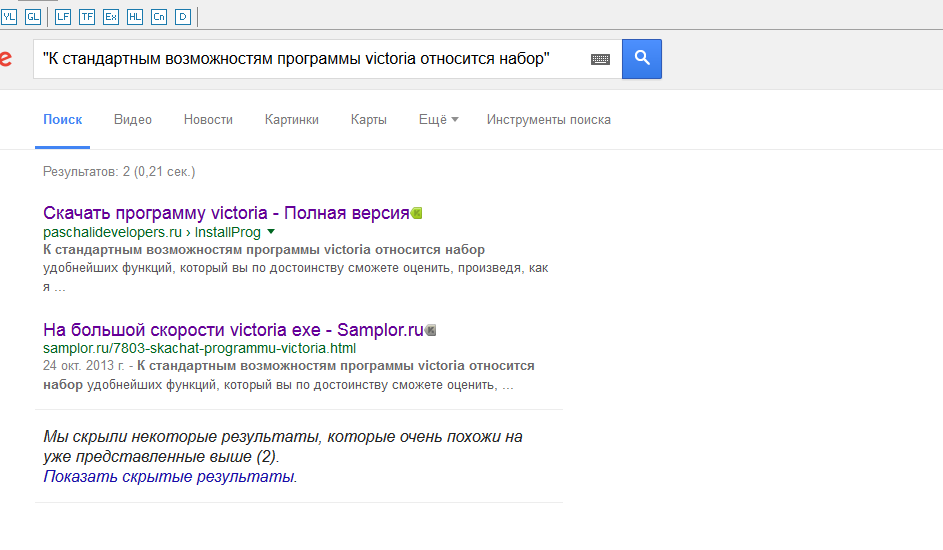 YL GL LF TF Ex HL Cn D
e "К стандартным возможностям программы victoria относится набор"
Поиск Видео Новости Картинки Карты Ещё Инструменты поиска
Результатов: 2 (0,21 сек.)
Скачать программу victoria - Полная версия
paschalidevelopers.ru › InstallProg
К стандартным возможностям программы victoria относится набор
удобнейших функций, который вы по достоинству сможете оценить, произведя, как
я ...
На большой скорости victoria exe - Samplor.ru
samplor.ru/7803-skachat-programmu-victoria.html
24 окт. 2013 г. - К стандартным возможностям программы victoria относится
набор удобнейших функций, который вы по достоинству сможете оценить, ...
Мы скрыли некоторые результаты, которые очень похожи на
уже представленные выше (2).
Показать скрытые результаты.